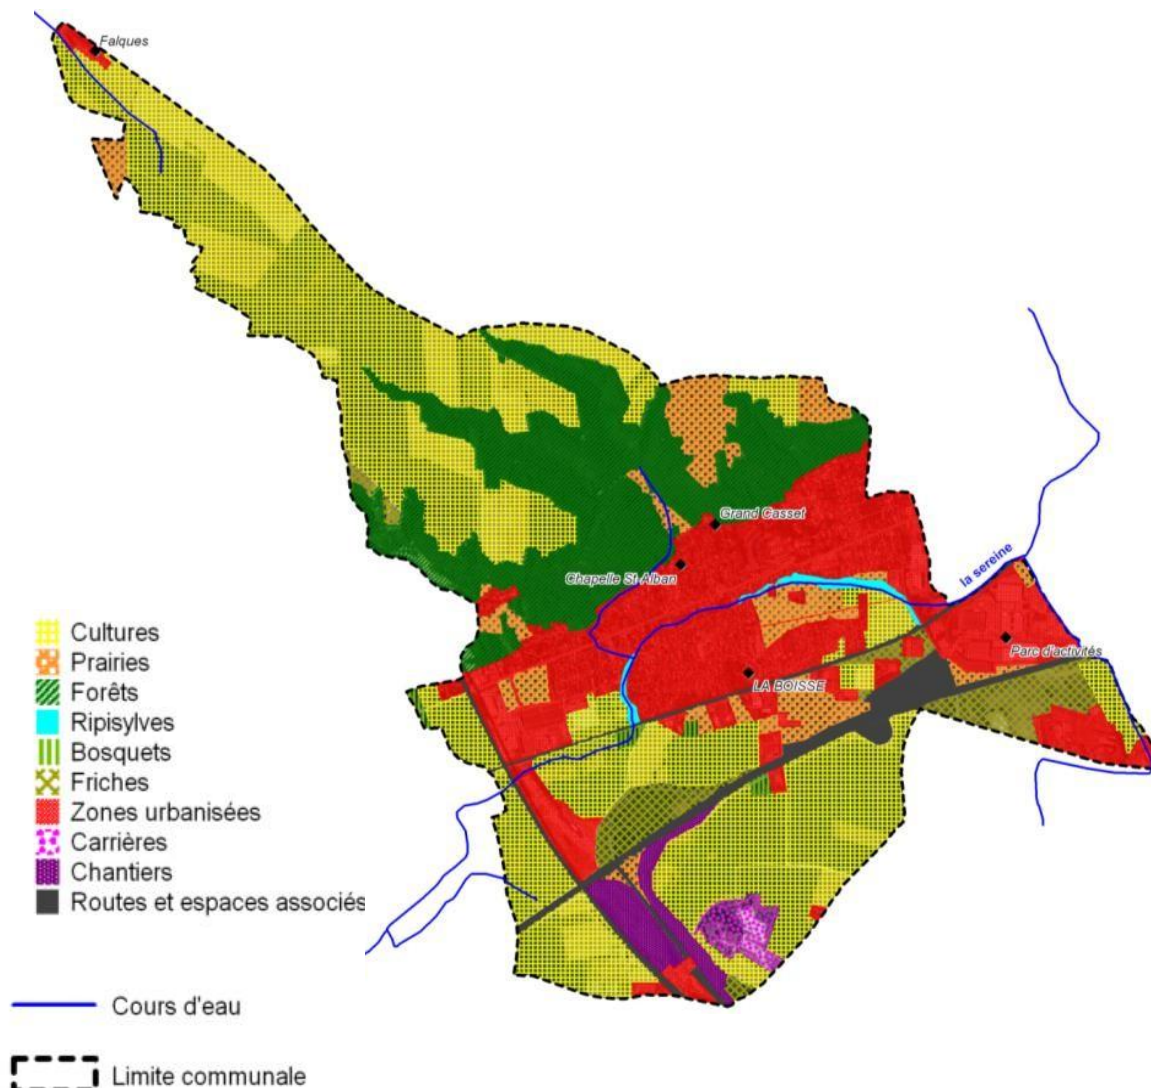 Falques
Grand Casset
Chapelle St Alban
la sereine
Parc d'activités
LA BOISSE
Cultures
Prairies
Forêts
Ripisylves
Bosquets
Friches
Zones urbanisées
Carrières
Chantiers
Routes et espaces associés
Cours d'eau
Limite communale